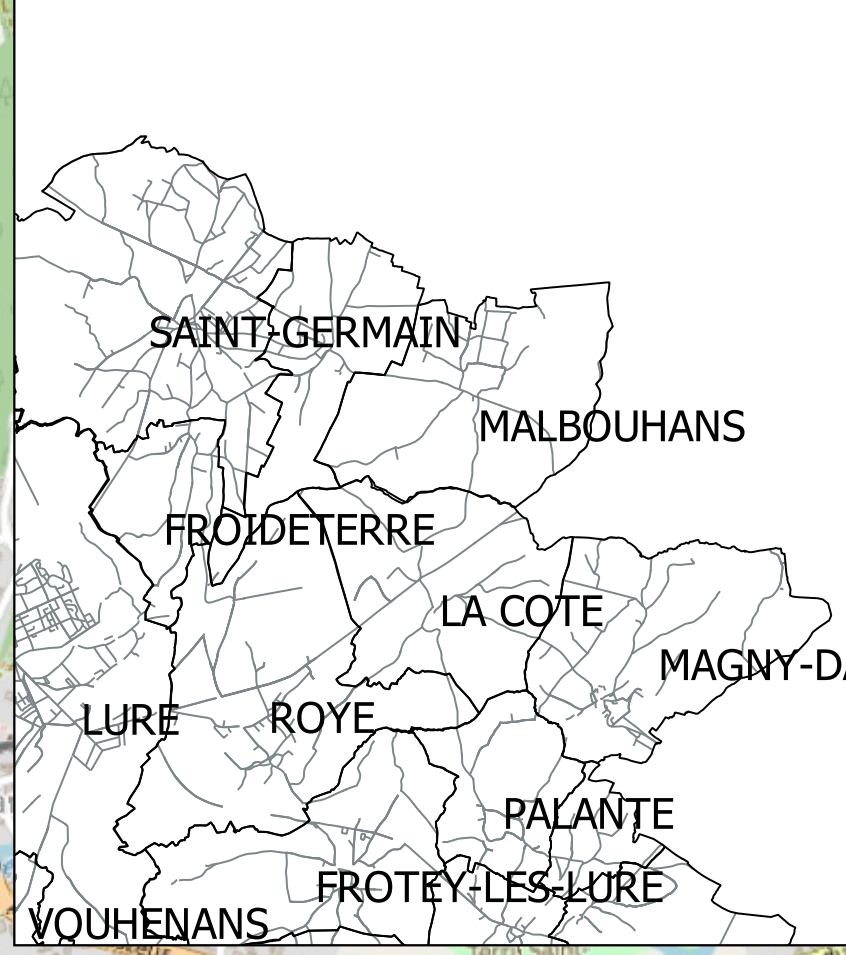 SAINT-GERMAIN
MALBOUHANS
FROIDETERRE
LA COTE
MAGNY-DA
LURE
ROYE
PALANTE
FROTEY-LES-LURE
VOUHENANS